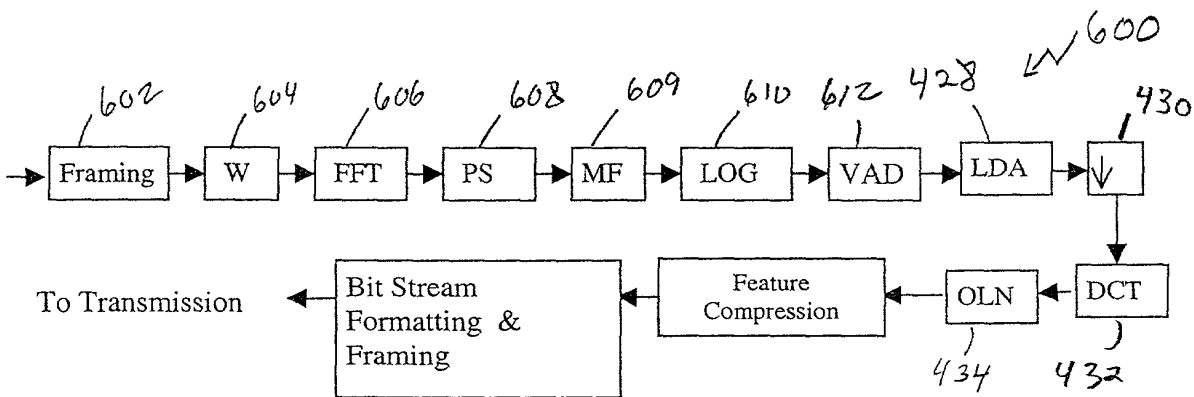 600
602 604 606 608 609 610 612 428 430
Framing W FFT PS MF LOG VAD LDA
To Transmission
Bit Stream
Formatting &
Framing
Feature
Compression
OLN DCT
434 432